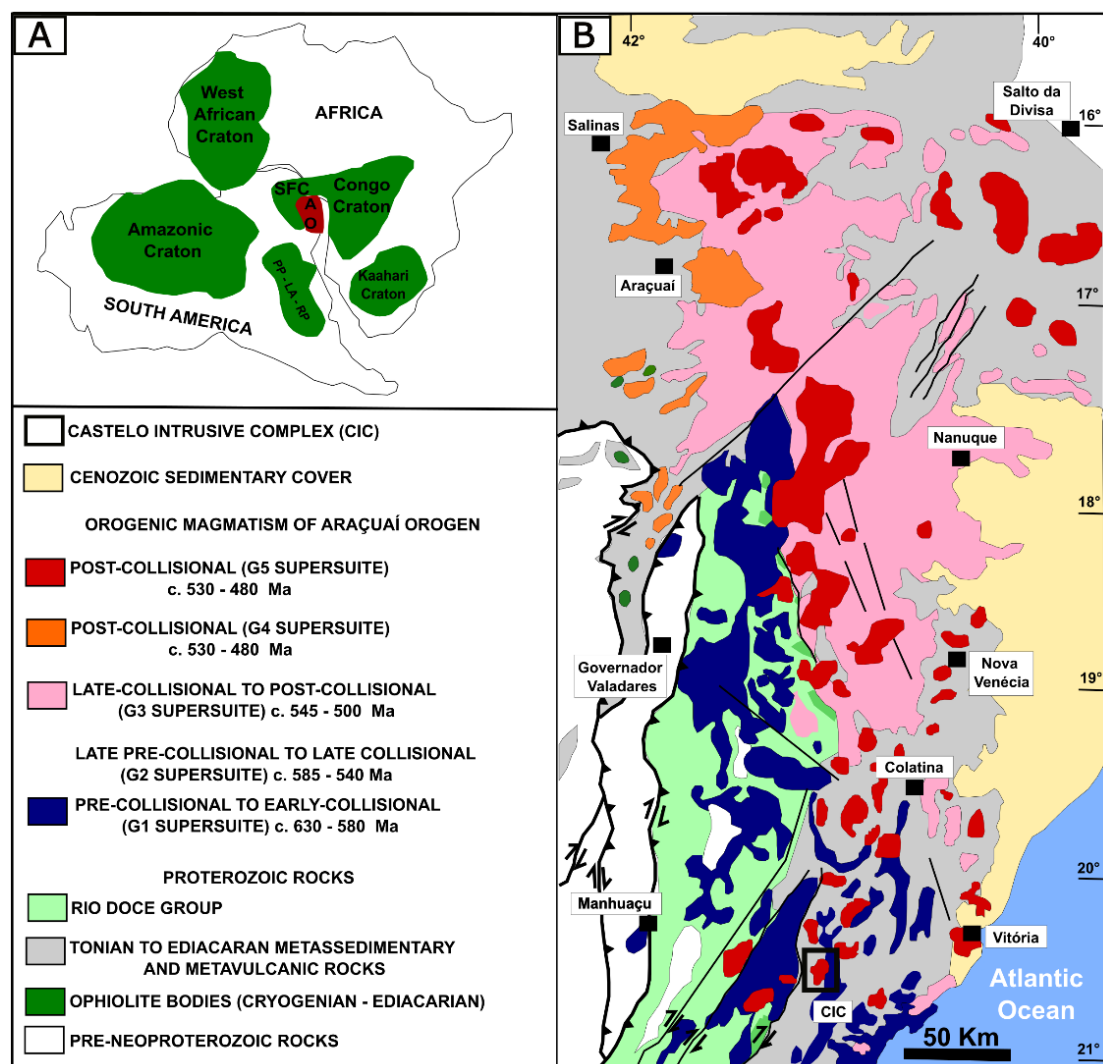 A
West
African
Craton
AFRICA
SFC
Congo
Craton
A
O
Amazonic
Craton
PP - LA - RP
Kaahari
Craton
SOUTH AMERICA
CASTELO INTRUSIVE COMPLEX (CIC)
CENOZOIC SEDIMENTARY COVER
OROGENIC MAGMATISM OF ARAÇUAÍ OROGEN
POST-COLLISIONAL (G5 SUPERSUITE)
c. 530 - 480 Ma
POST-COLLISIONAL (G4 SUPERSUITE)
c. 530 - 480 Ma
LATE-COLLISIONAL TO POST-COLLISIONAL
(G3 SUPERSUITE) c. 545 - 500 Ma
LATE PRE-COLLISIONAL TO LATE COLLISIONAL
(G2 SUPERSUITE) c. 585 - 540 Ma
PRE-COLLISIONAL TO EARLY-COLLISIONAL
(G1 SUPERSUITE) c. 630 - 580 Ma
PROTEROZOIC ROCKS
RIO DOCE GROUP
TONIAN TO EDIACARAN METASSEDIMENTARY
AND METAVULCANIC ROCKS
OPHIOLITE BODIES (CRYOGENIAN - EDIACARIAN)
PRE-NEOPROTEROZOIC ROCKS
B
42°
40°
Salto da
Divisa
16°
Salinas
Araçuaí
17°
Nanuque
18°
Governador
Valadares
Nova
Venécia
19°
Colatina
20°
Manhuaçu
Vitória
CIC
Atlantic
Ocean
50 Km
21°